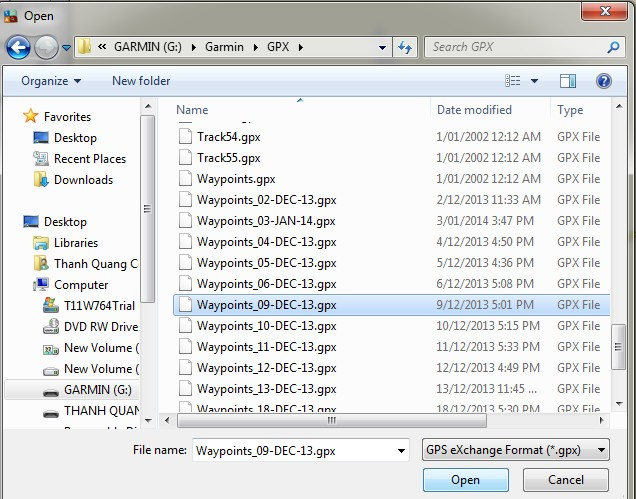 Open
« GARMIN (G:) Garmin GPX Search GPX
Organize New folder
Name Date modified Type
Track54.gpx 1/01/2002 12:12 AM GPX File
Track55.gpx 1/01/2002 12:12 AM GPX File
Waypoints.gpx 1/01/2002 12:12 AM GPX File
Waypoints_02-DEC-13.gpx 2/12/2013 11:33 AM GPX File
Waypoints_03-JAN-14.gpx 3/01/2014 3:47 PM GPX File
Waypoints_04-DEC-13.gpx 4/12/2013 4:50 PM GPX File
Waypoints_05-DEC-13.gpx 5/12/2013 4:36 PM GPX File
Waypoints_06-DEC-13.gpx 6/12/2013 5:08 PM GPX File
Waypoints_09-DEC-13.gpx 9/12/2013 5:01 PM GPX File
Waypoints_10-DEC-13.gpx 10/12/2013 5:15 PM GPX File
Waypoints_11-DEC-13.gpx 11/12/2013 5:33 PM GPX File
Waypoints_12-DEC-13.gpx 12/12/2013 4:49 PM GPX File
Waypoints_13-DEC-13.gpx 13/12/2013 11:45 ... GPX File
Waypoints_18-DEC-13.gpx 18/12/2013 5:30 PM GPX File
Favorites
Desktop
Recent Places
Downloads
Desktop
Libraries
Thanh Quang C
Computer
T11W764Trial
DVD RW Drive
New Volume (
New Volume (
GARMIN (G:)
THANH QUAN
File name: Waypoints_09-DEC-13.gpx GPS eXchange Format (*.gpx)
Open Cancel